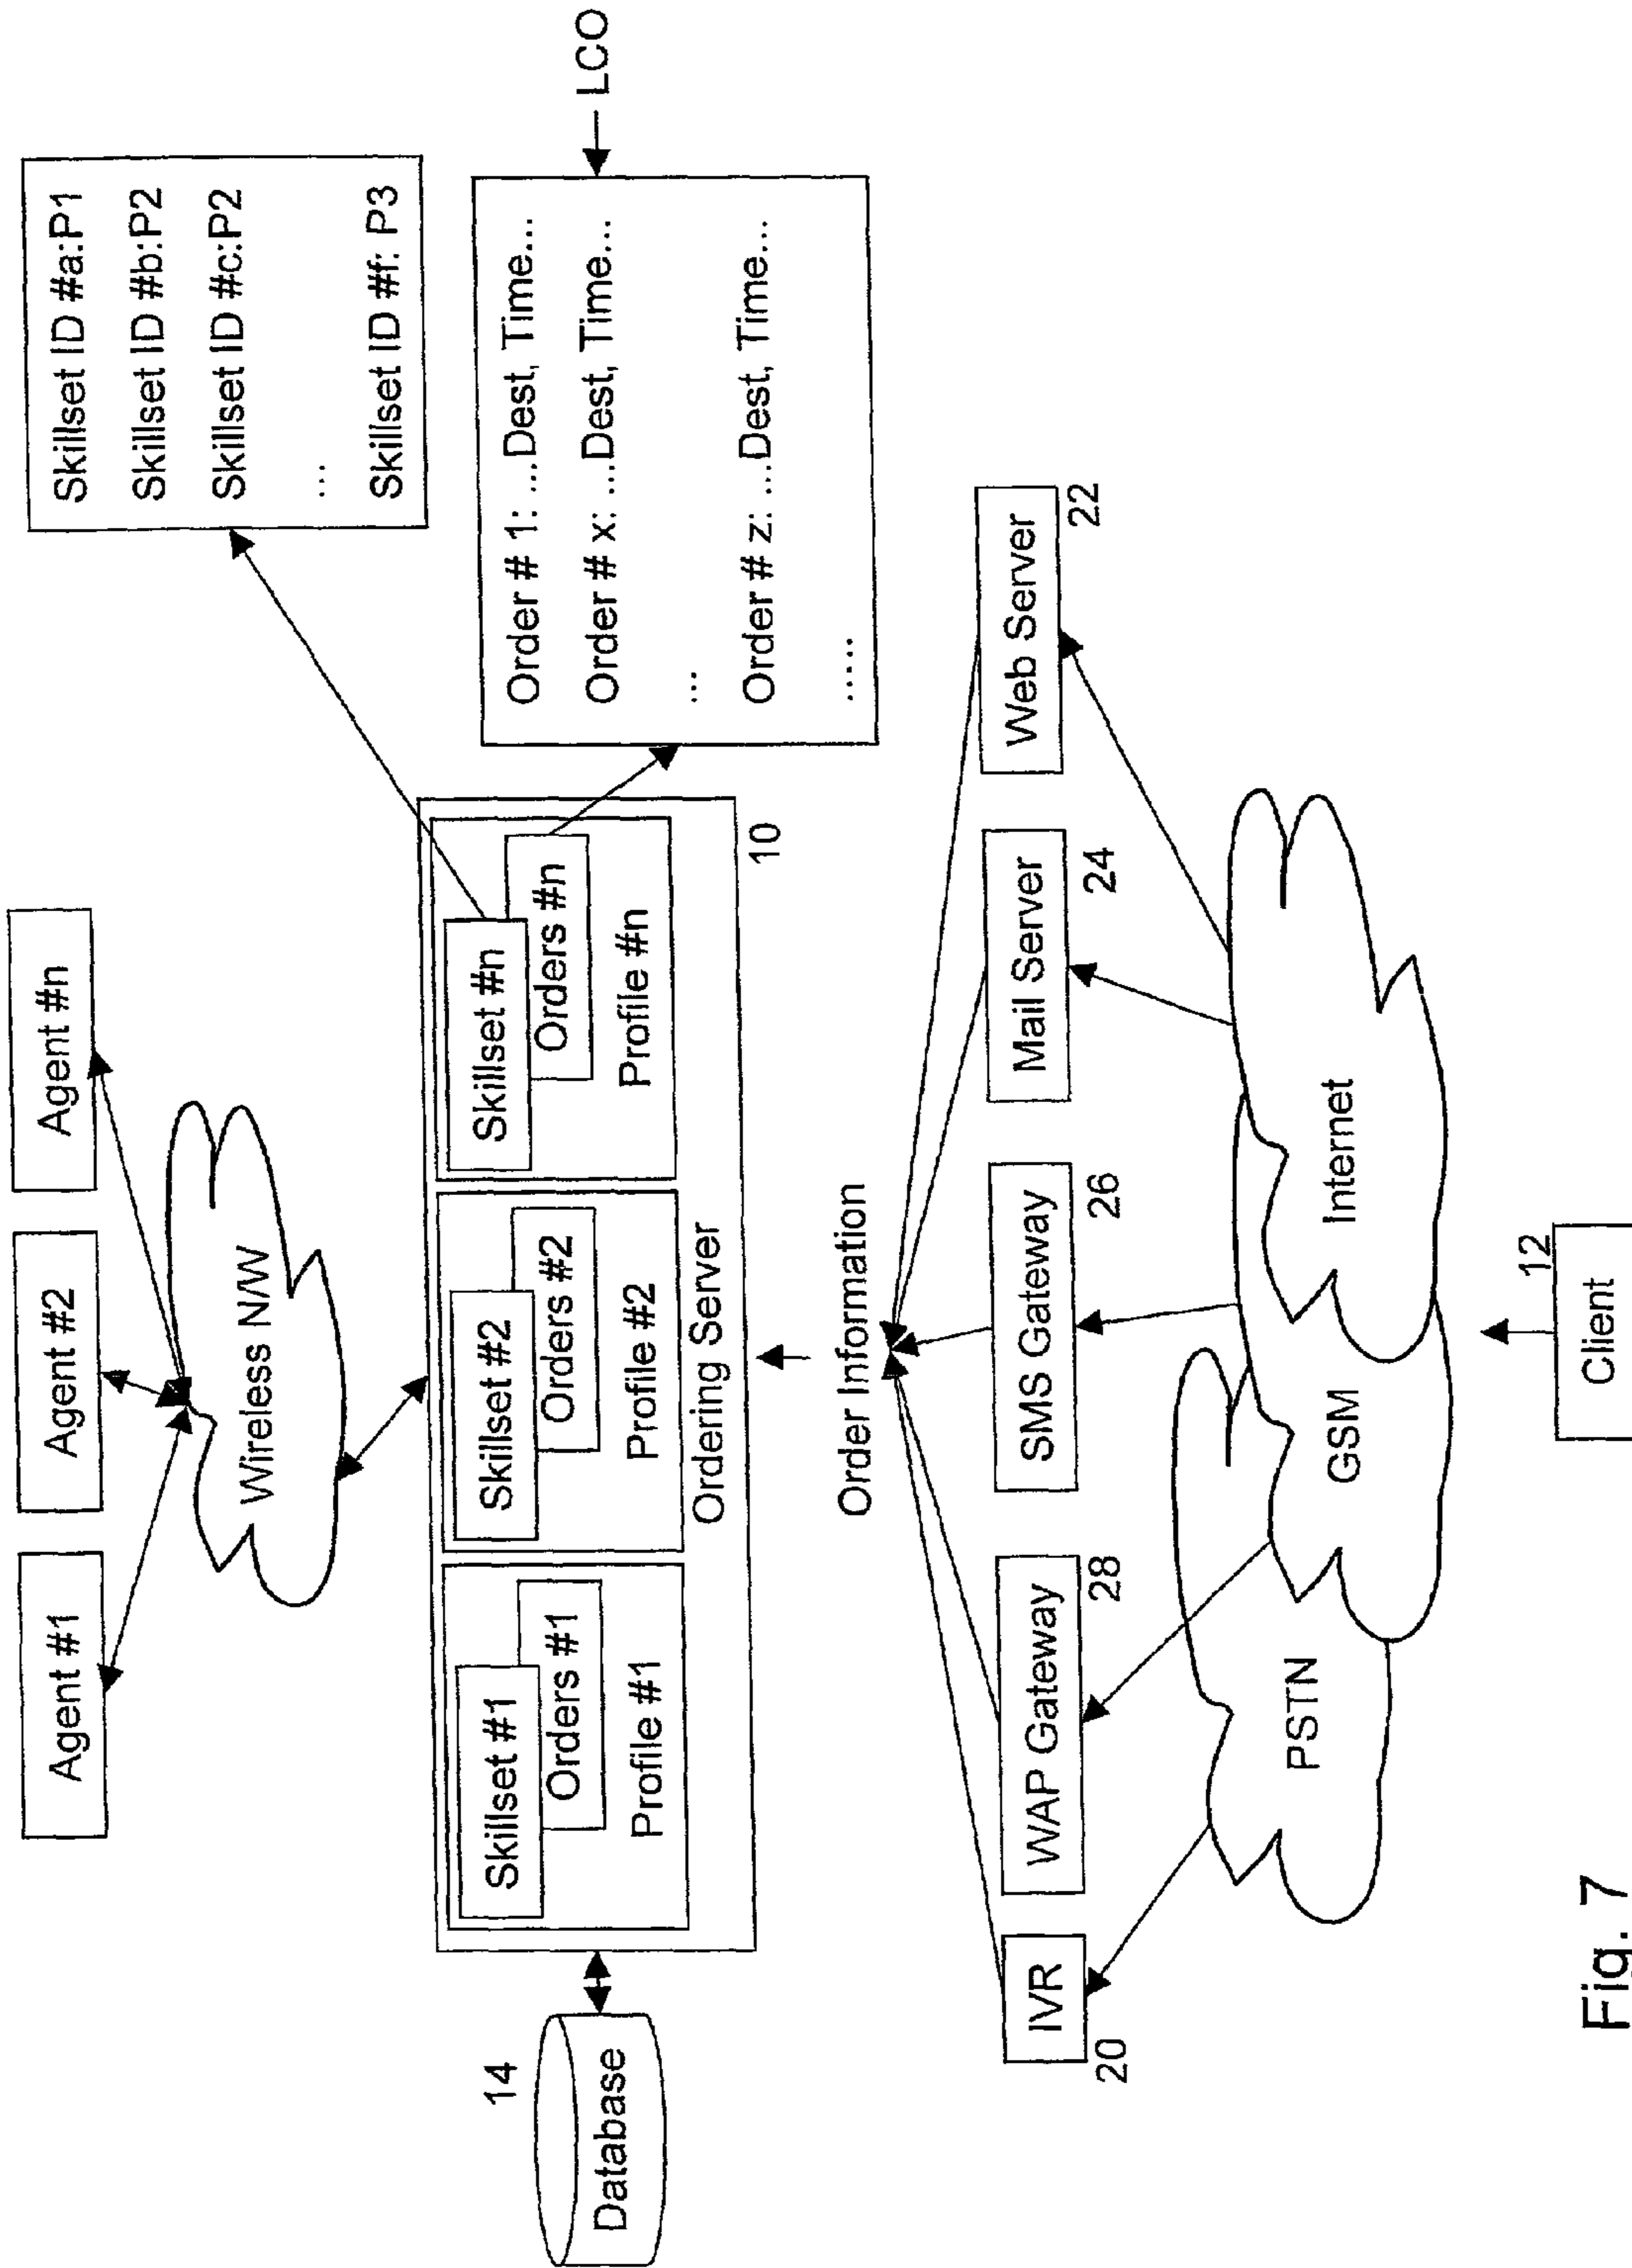 Agent #1
Agent #2
Agent #n
Wireless N/W
Skillset ID #a:P1
Skillset ID #b:P2
Skillset ID #c:P2
...
Skillset ID #f: P3
14
Database
Skillset #1
Orders #1
Profile #1
Skillset #2
Orders #2
Profile #2
Skillset #n
Orders #n
Profile #n
Ordering Server
10
Order # 1: ...Dest, Time...
Order # x: ...Dest, Time...
...
Order # z: ...Dest, Time...
.....
LCO
Order Information
IVR
20
WAP Gateway
28
SMS Gateway
26
Mail Server
24
Web Server
22
PSTN
GSM
Internet
12
Client
Fig. 7